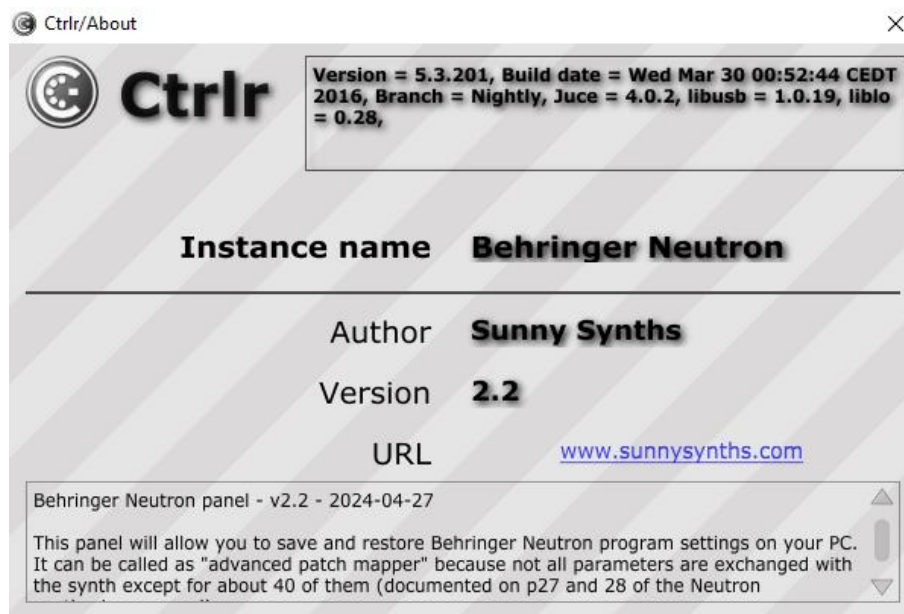 Ctrlr/About
Ctrlr
Version = 5.3.201, Build date = Wed Mar 30 00:52:44 CEDT
2016, Branch = Nightly, Juce = 4.0.2, libusb = 1.0.19, liblo
= 0.28,
Instance name Behringer Neutron
Author Sunny Synths
Version 2.2
URL www.sunnysynths.com
Behringer Neutron panel - v2.2 - 2024-04-27
This panel will allow you to save and restore Behringer Neutron program settings on your PC.
It can be called as "advanced patch mapper" because not all parameters are exchanged with
the synth except for about 40 of them (documented on p27 and 28 of the Neutron